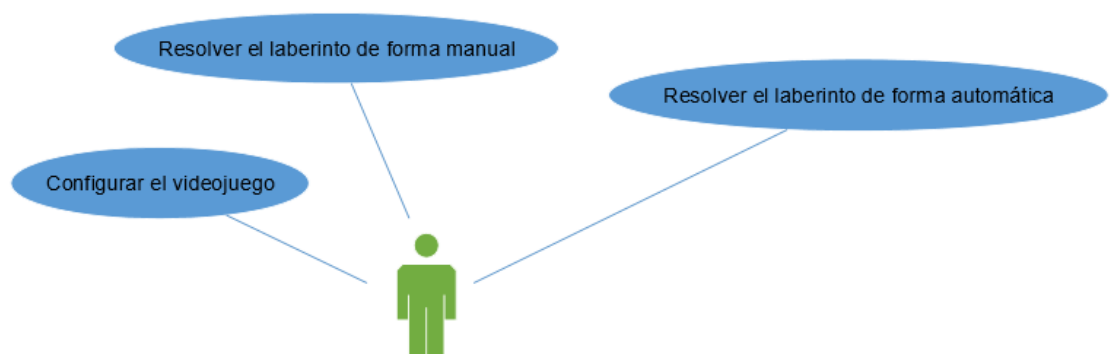 Resolver el laberinto de forma manual
Resolver el laberinto de forma automática
Configurar el videojuego